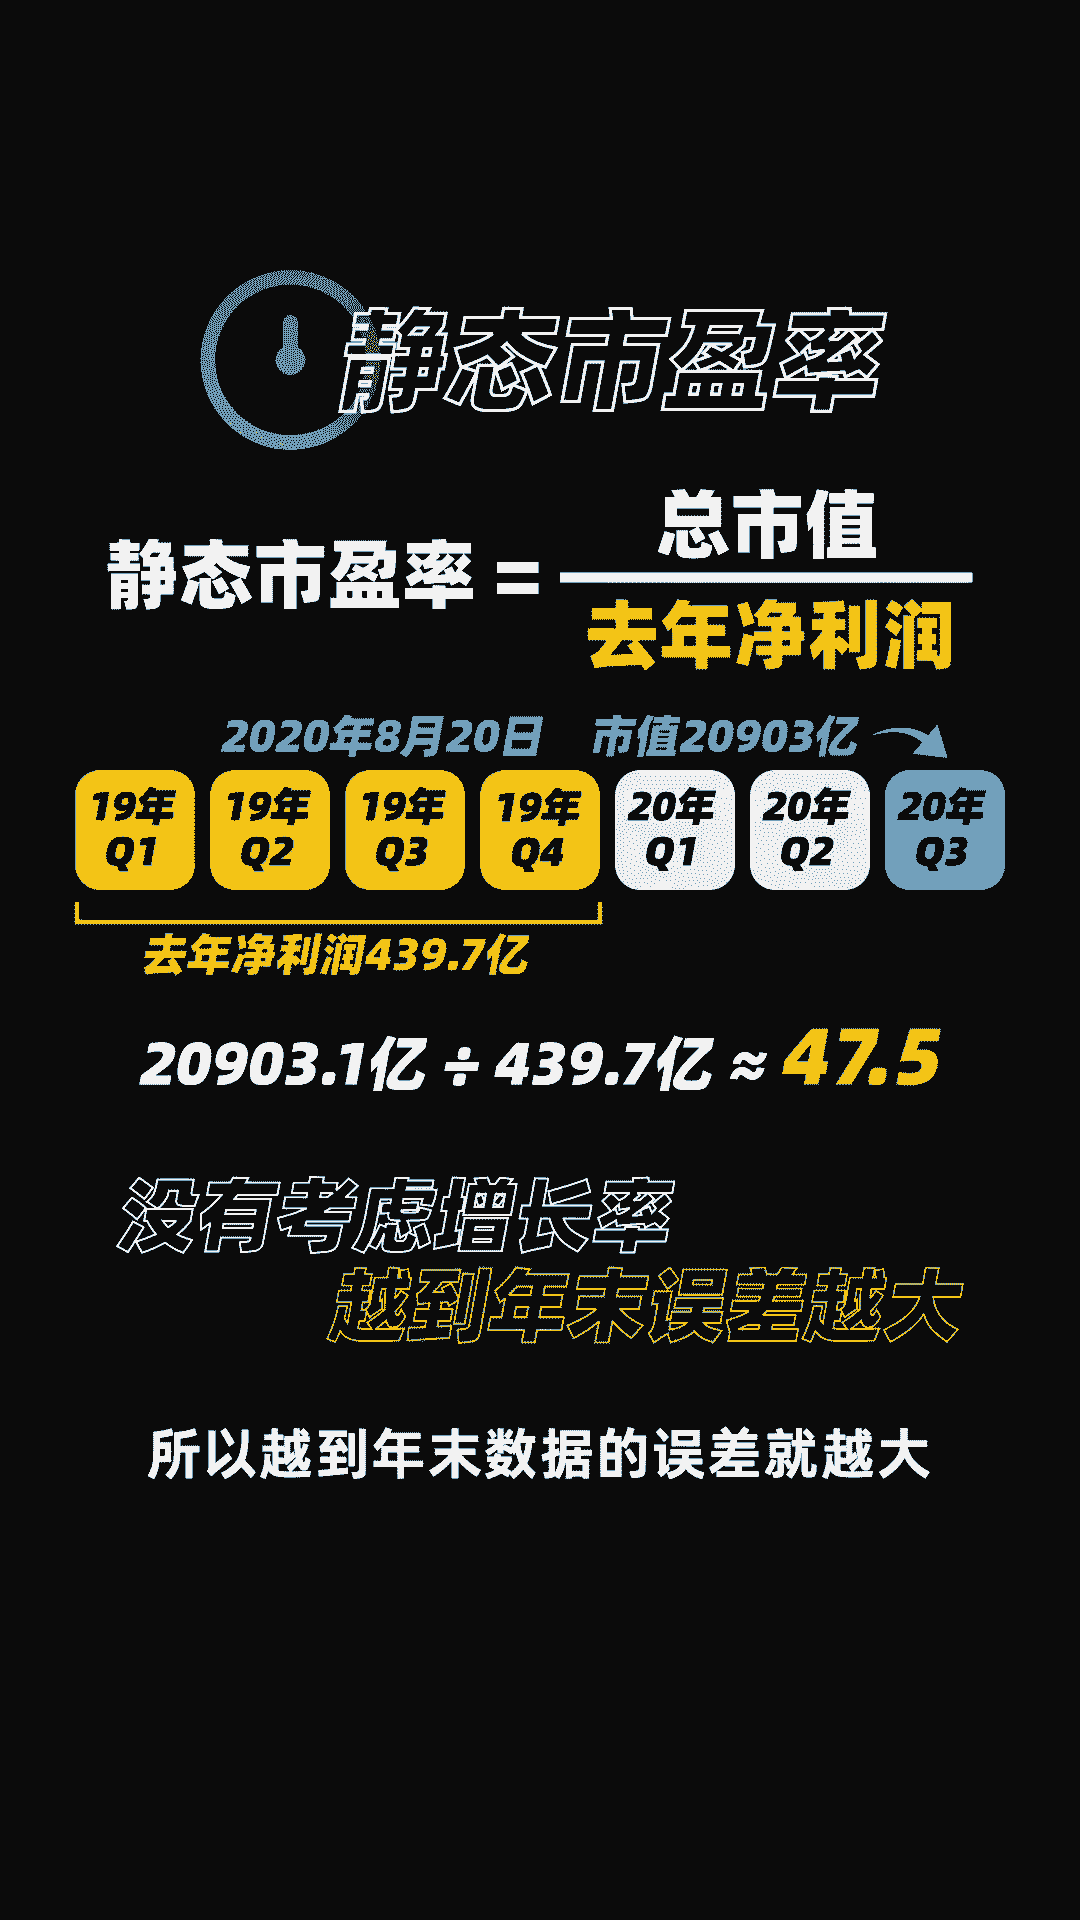 静态市盈率
静态市盈率 = 总市值
去年净利润
2020年8月20日 市值20903亿
19年 Q1 19年 Q2 19年 Q3 19年 Q4 20年 Q1 20年 Q2 20年 Q3
去年净利润439.7亿
20903.1亿 ÷ 439.7亿 ≈ 47.5
没有考虑增长率
越到年末误差越大
所以越到年末数据的误差就越大